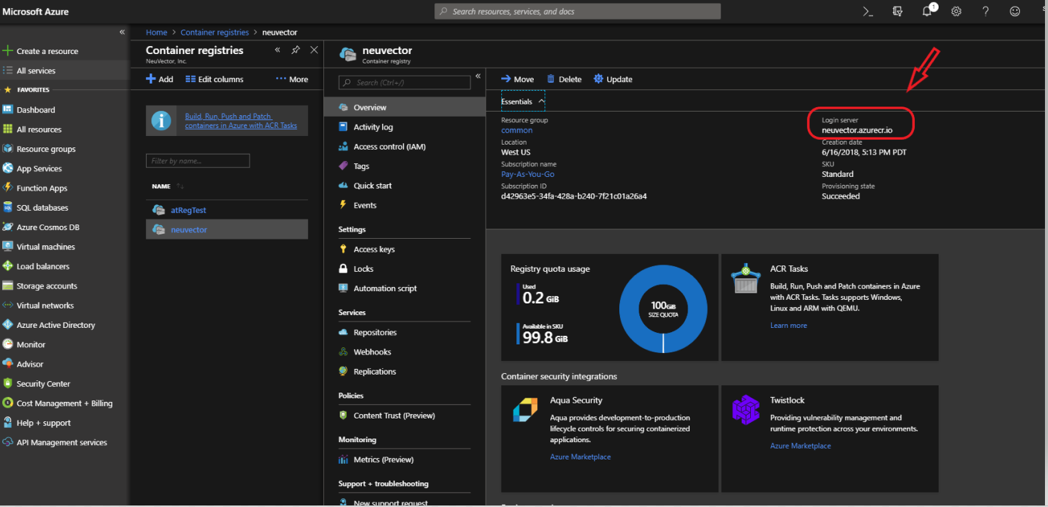 Microsoft Azure
Search resources, services, and docs
1
Create a resource
All services
FAVORITES
Dashboard
All resources
Resource groups
App Services
Function Apps
SQL databases
Azure Cosmos DB
Virtual machines
Load balancers
Storage accounts
Virtual networks
Azure Active Directory
Monitor
Advisor
Security Center
Cost Management + Billing
Help + support
API Management services
Home > Container registries > neuvector
Container registries
NeuVector, Inc.
Add
Edit columns
More
Build, Run, Push and Patch
containers in Azure with ACR Tasks
Filter by name...
NAME
atRegTest
neuvector
neuvector
Container registry
Search (Ctrl+/)
Overview
Activity log
Access control (IAM)
Tags
Quick start
Events
Settings
Access keys
Locks
Automation script
Services
Repositories
Webhooks
Replications
Policies
Content Trust (Preview)
Monitoring
Metrics (Preview)
Support + troubleshooting
New support request
Move
Delete
Update
Essentials
Resource group
common
Location
West US
Subscription name
Pay-As-You-Go
Subscription ID
d42963e5-34fa-428a-b240-7f21c01a26a4
Login server
neuvector.azurecr.io
Creation date
6/16/2018, 5:13 PM PDT
SKU
Standard
Provisioning state
Succeeded
Registry quota usage
Used
0.2 GiB
Available in SKU
99.8 GiB
100GiB
SIZE QUOTA
ACR Tasks
Build, Run, Push and Patch containers in Azure
with ACR Tasks. Tasks supports Windows,
Linux and ARM with QEMU.
Learn more
Container security integrations
Aqua Security
Aqua provides development-to-production
lifecycle controls for securing containerized
applications.
Azure Marketplace
Twistlock
Providing vulnerability management and
runtime protection across your environments.
Azure Marketplace